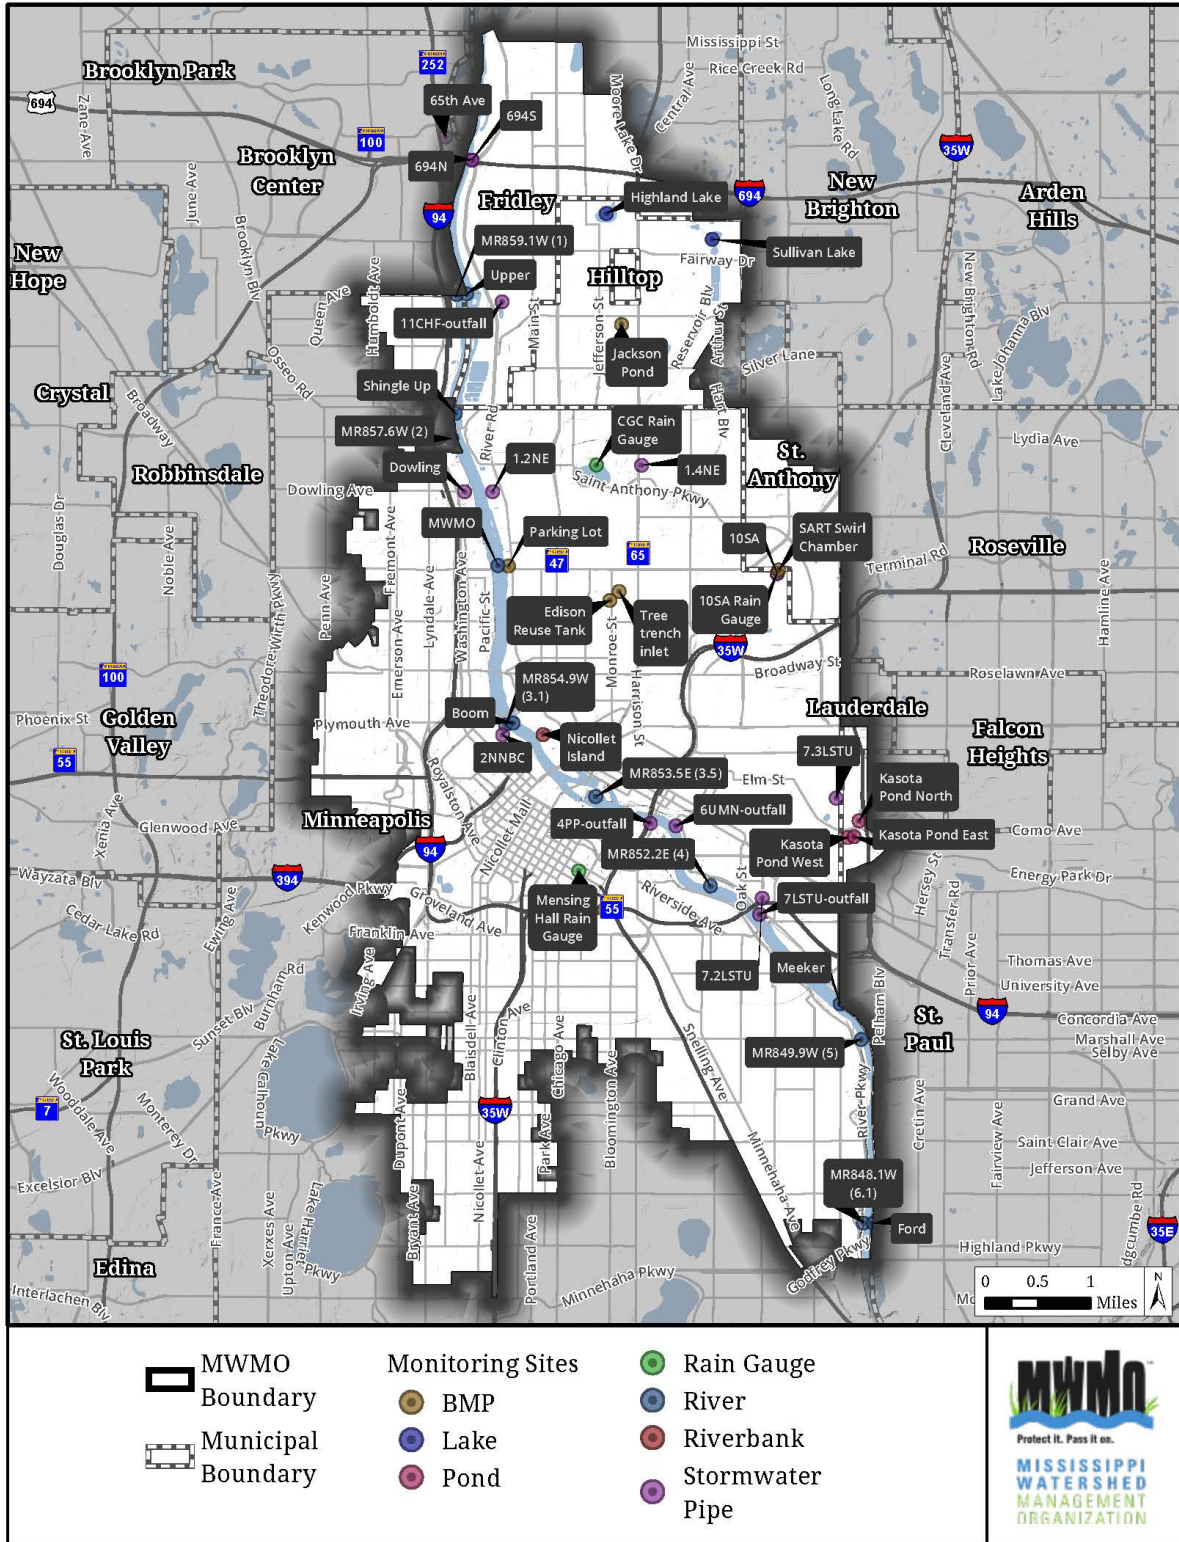 Mississippi St
Rice Creek Rd
Brooklyn Park
252
Moore Lake Dr
Central Ave
Long Lake Rd
694
Zane Ave
65th Ave
694S
100
35W
Brooklyn
Center
694N
June Ave
Fridley
Highland Lake
694
New
Brighton
Arden
Hills
94
New
Hope
Brooklyn Blv
MR859.1W (1)
Sullivan Lake
Fairway Dr
Humboldt Ave
Upper
Hilltop
Queen Ave
11CHF-outfall
Main St
Jefferson St
Reservoir Blv
Arthur St
New Brighton Rd
Lake Johanna Blv
Jackson
Pond
Silver Lane
Osseo Rd
Crystal
Broadway
Shingle Up
Hart Blv
Cleveland Ave
MR857.6W (2)
River Rd
CGC Rain
Gauge
Lydia Ave
Robbinsdale
Dowling
1.2NE
1.4NE
St.
Anthony
Saint Anthony Pkwy
Dowling Ave
Douglas Dr
Noble Ave
Fremont Ave
MWMO
Parking Lot
10SA
SART Swirl
Chamber
Roseville
47
65
Terminal Rd
Hamline Ave
Penn Ave
Theodore Wirth Pkwy
Emerson Ave
Lyndale Ave
Washington Ave
Pacific St
Edison
Reuse Tank
Tree
trench
inlet
10SA Rain
Gauge
35W
Monroe St
Harrison St
Broadway St
Roselawn Ave
100
MR854.9W
(3.1)
Phoenix St
Golden
Valley
Plymouth Ave
Boom
Lauderdale
Falcon
Heights
55
2NNBC
Nicollet
Island
7.3LSTU
Royalston Ave
MR853.5E (3.5)
Elm St
Kasota
Pond North
Xenia Ave
Glenwood Ave
Minneapolis
Nicollet Mall
4PP-outfall
6UMN-outfall
Kasota
Pond West
Kasota Pond East
Como Ave
94
MR852.2E (4)
Wayzata Blv
394
Kenwood Pkwy
Groveland Ave
Mensing
Hall Rain
Gauge
55
Riverside Ave
Oak St
7LSTU-outfall
Hersey St
Energy Park Dr
Transfer Rd
Cedar Lake Rd
Ewing Ave
Franklin Ave
7.2LSTU
Meeker
Prior Ave
Thomas Ave
University Ave
Irving Ave
Burnham Rd
Sunset Blv
Pelham Blv
94
Concordia Ave
St. Louis
Park
Lake Calhoun
Pkwy
Blaisdell Ave
Clinton Ave
Chicago Ave
Snelling Ave
MR849.9W (5)
St.
Paul
Marshall Ave
Selby Ave
7
Wooddale Ave
Monterey Dr
35W
Bloomington Ave
River Pkwy
Cretin Ave
Fairview Ave
Grand Ave
Dupont Ave
Park Ave
Minnehaha Ave
Saint Clair Ave
Jefferson Ave
Excelsior Blv
France Ave
Xerxes Ave
Upton Ave
Lake Harriet
Pkwy
Bryant Ave
Nicollet Ave
Portland Ave
MR848.1W
(6.1)
Ford
35E
dgcumbe Rd
Edina
Highland Pkwy
Godfrey Pkwy
Interlachen Blv
Minnehaha Pkwy
0 0.5 1
Miles
N
MWMO
Boundary
Municipal
Boundary
Monitoring Sites
BMP
Lake
Pond
Rain Gauge
River
Riverbank
Stormwater
Pipe
MWMO
Protect it. Pass it on.
MISSISSIPPI
WATERSHED
MANAGEMENT
ORGANIZATION